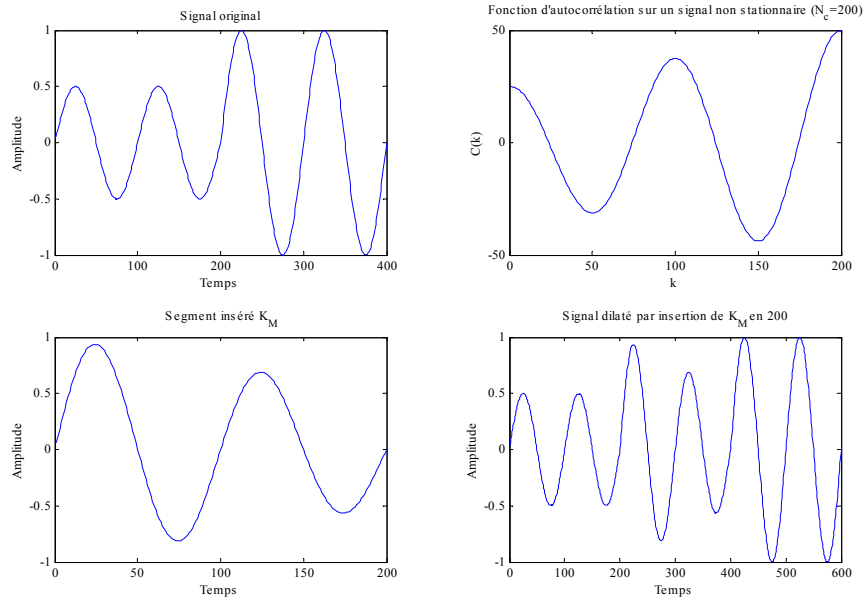 Signal original
1
0.5
0
-0.5
-1
Amplitude
0 100 200 300 400
Temps
Fonction d'autocorrélation sur un signal non stationnaire (N_c=200)
50
0
-50
C(k)
0 50 100 150 200
k
Segment inséré K_M
1
0.5
0
-0.5
-1
Amplitude
0 50 100 150 200
Temps
Signal dilaté par insertion de K_M en 200
1
0.5
0
-0.5
-1
Amplitude
0 100 200 300 400 500 600
Temps